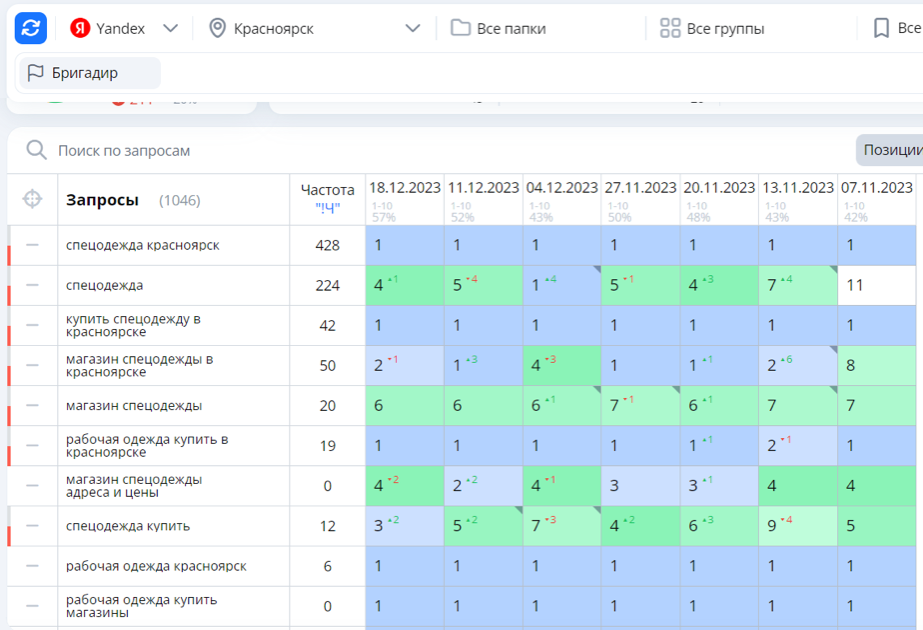 Я Yandex Красноярск Все папки Все группы Все
Бригадир
Поиск по запросам Позиции
Запросы (1046) Частота "!Ч" 18.12.2023 11.12.2023 04.12.2023 27.11.2023 20.11.2023 13.11.2023 07.11.2023
1-10 1-10 1-10 1-10 1-10 1-10 1-10
57% 52% 43% 50% 48% 43% 42%
спецодежда красноярск 428 1 1 1 1 1 1 1
спецодежда 224 4 1 5 4 1 4 5 1 4 3 7 4 11
купить спецодежду в
красноярске 42 1 1 1 1 1 1 1
магазин спецодежды в
красноярске 50 2 1 1 3 4 3 1 1 1 2 6 8
магазин спецодежды 20 6 6 6 1 7 1 6 1 7 7
рабочая одежда купить в
красноярске 19 1 1 1 1 1 1 2 1 1
магазин спецодежды
адреса и цены 0 4 2 2 2 4 1 3 3 1 4 4
спецодежда купить 12 3 2 5 2 7 3 4 2 6 3 9 4 5
рабочая одежда красноярск 6 1 1 1 1 1 1 1
рабочая одежда купить
магазины 0 1 1 1 1 1 1 1